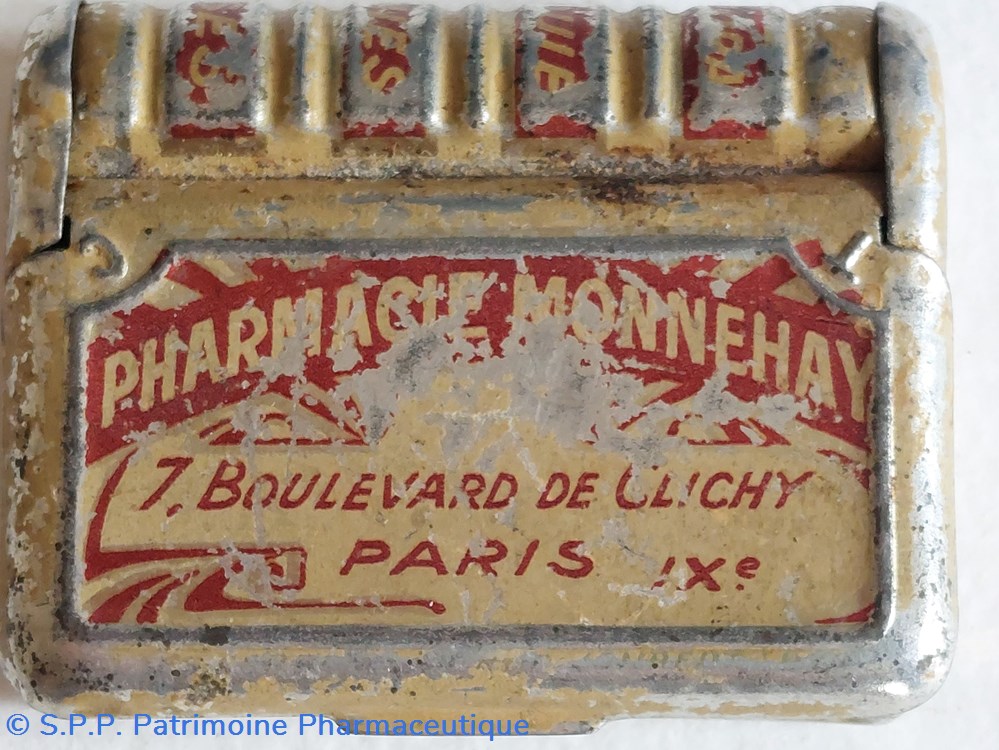 PHARMACIE MONNEHAY
7, BOULEVARD DE CLICHY
PARIS IXe
© S.P.P. Patrimoine Pharmaceutique